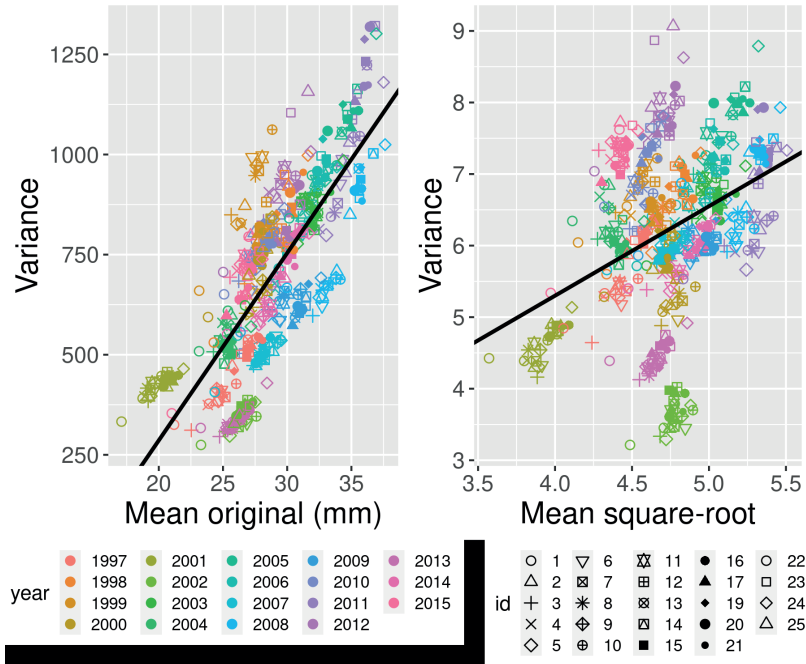 Variance
1250
1000
750
500
250
20 25 30 35
Mean original (mm)
Variance
9
8
7
6
5
4
3
3.5 4.0 4.5 5.0 5.5
Mean square-root
year
1997 2001 2005 2009 2013
1998 2002 2006 2010 2014
1999 2003 2007 2011 2015
2000 2004 2008 2012
id
1 6 11 16 22
2 7 12 17 23
3 8 13 19 24
4 9 14 20 25
5 10 15 21